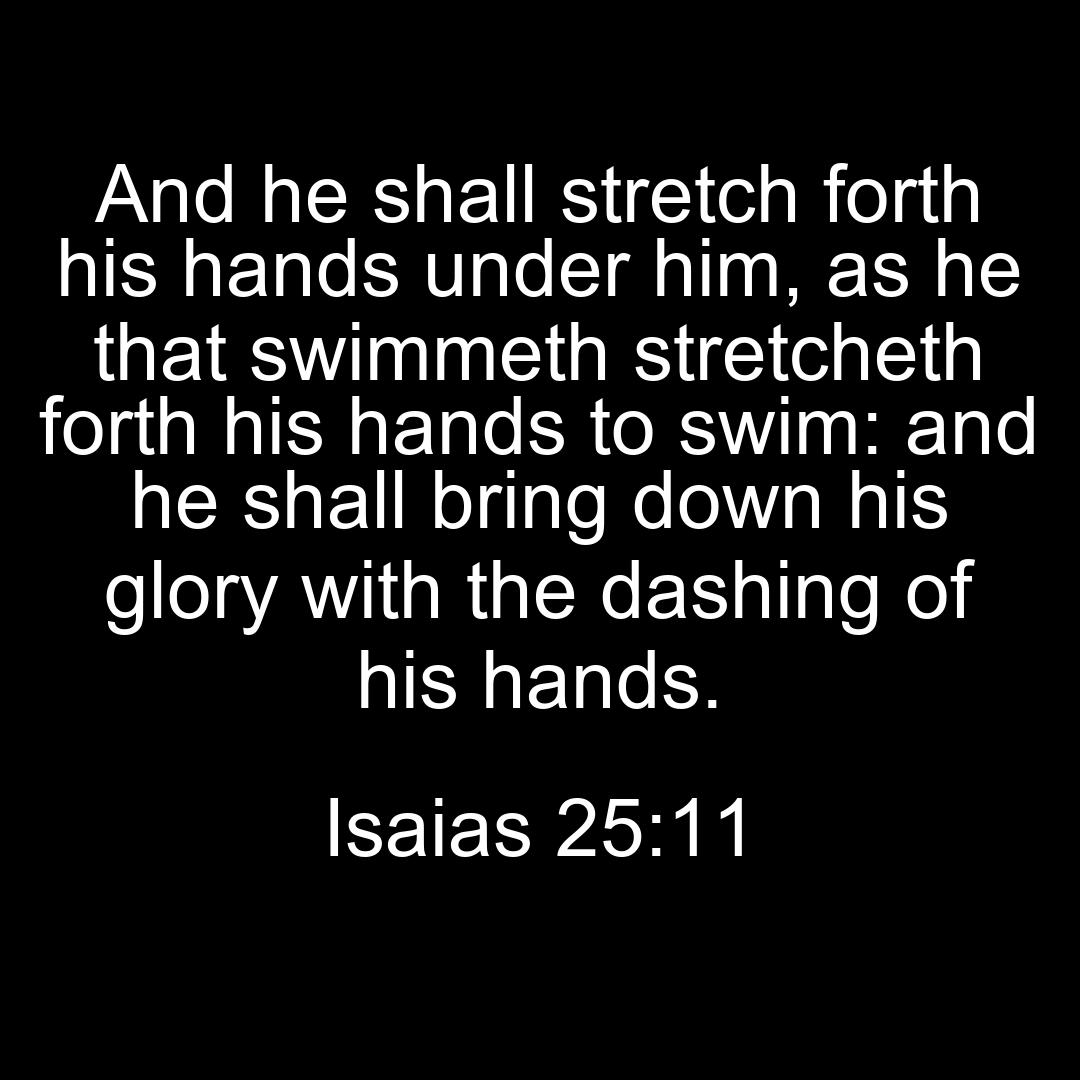 And he shall stretch forth
his hands under him, as he
that swimmeth stretcheth
forth his hands to swim: and
he shall bring down his
glory with the dashing of
his hands.
Isaias 25:11